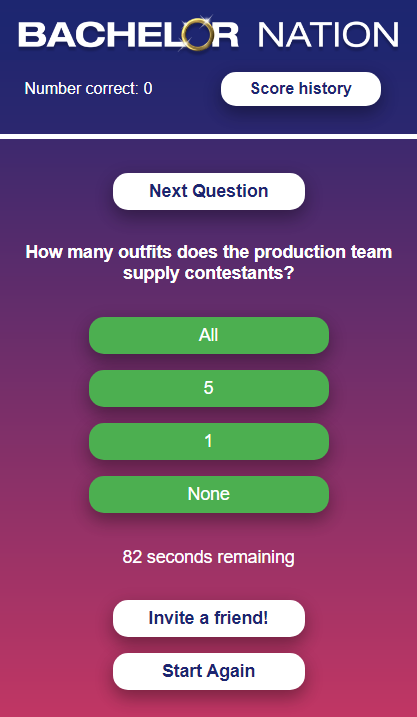 BACHELOR NATION
Number correct: 0
Score history
Next Question
How many outfits does the production team
supply contestants?
All
5
1
None
82 seconds remaining
Invite a friend!
Start Again